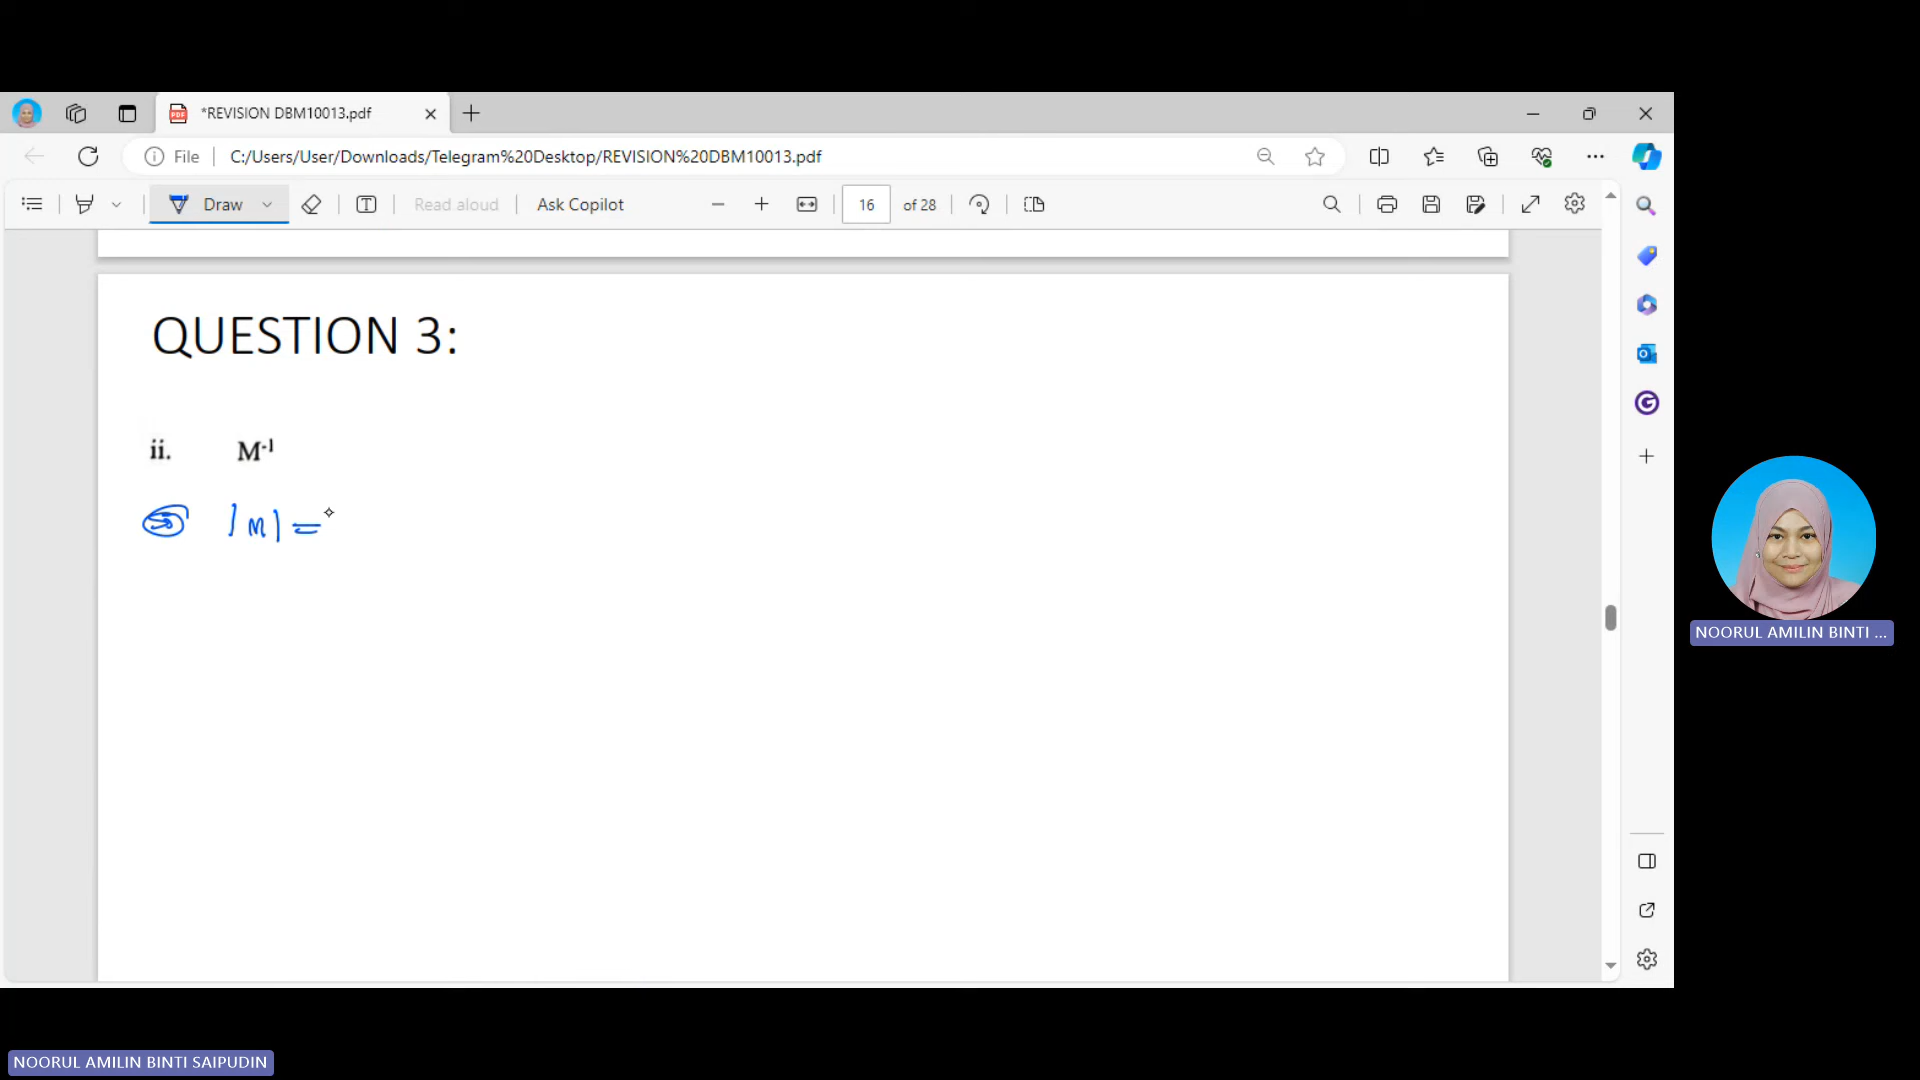 *REVISION DBM10013.pdf
File
C:/Users/User/Downloads/Telegram%20Desktop/REVISION%20DBM10013.pdf
Draw
Read aloud
Ask Copilot
16
of 28
QUESTION 3:
ii. M⁻¹
|M| =
NOORUL AMILIN BINTI ...
NOORUL AMILIN BINTI SAIPUDIN